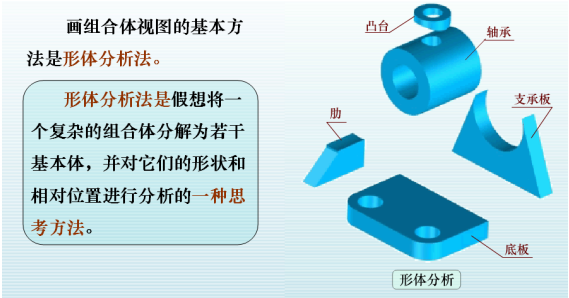 画组合体视图的基本方
法是形体分析法。
形体分析法是假想将一
个复杂的组合体分解为若干
基本体，并对它们的形状和
相对位置进行分析的一种思
考方法。
凸台
轴承
支承板
肋
底板
形体分析